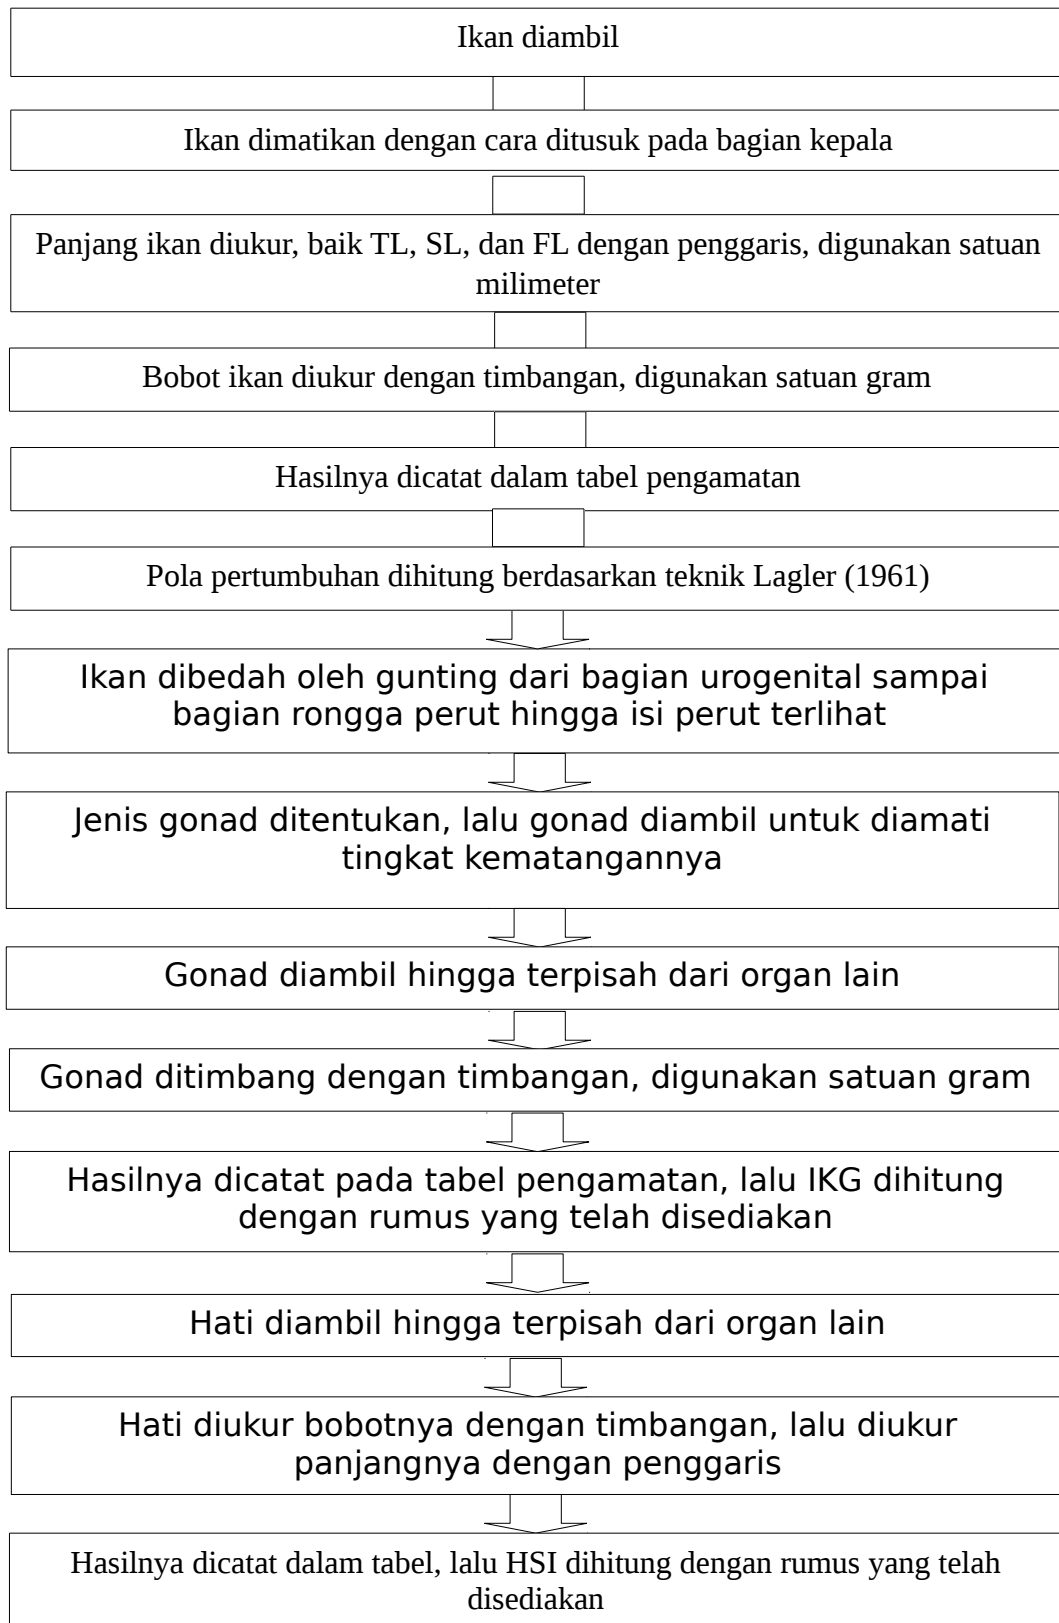 Ikan diambil
Ikan dimatikan dengan cara ditusuk pada bagian kepala
Panjang ikan diukur, baik TL, SL, dan FL dengan penggaris, digunakan satuan
milimeter
Bobot ikan diukur dengan timbangan, digunakan satuan gram
Hasilnya dicatat dalam tabel pengamatan
Pola pertumbuhan dihitung berdasarkan teknik Lagler (1961)
Ikan dibedah oleh gunting dari bagian urogenital sampai
bagian rongga perut hingga isi perut terlihat
Jenis gonad ditentukan, lalu gonad diambil untuk diamati
tingkat kematangannya
Gonad diambil hingga terpisah dari organ lain
Gonad ditimbang dengan timbangan, digunakan satuan gram
Hasilnya dicatat pada tabel pengamatan, lalu IKG dihitung
dengan rumus yang telah disediakan
Hati diambil hingga terpisah dari organ lain
Hati diukur bobotnya dengan timbangan, lalu diukur
panjangnya dengan penggaris
Hasilnya dicatat dalam tabel, lalu HSI dihitung dengan rumus yang telah
disediakan